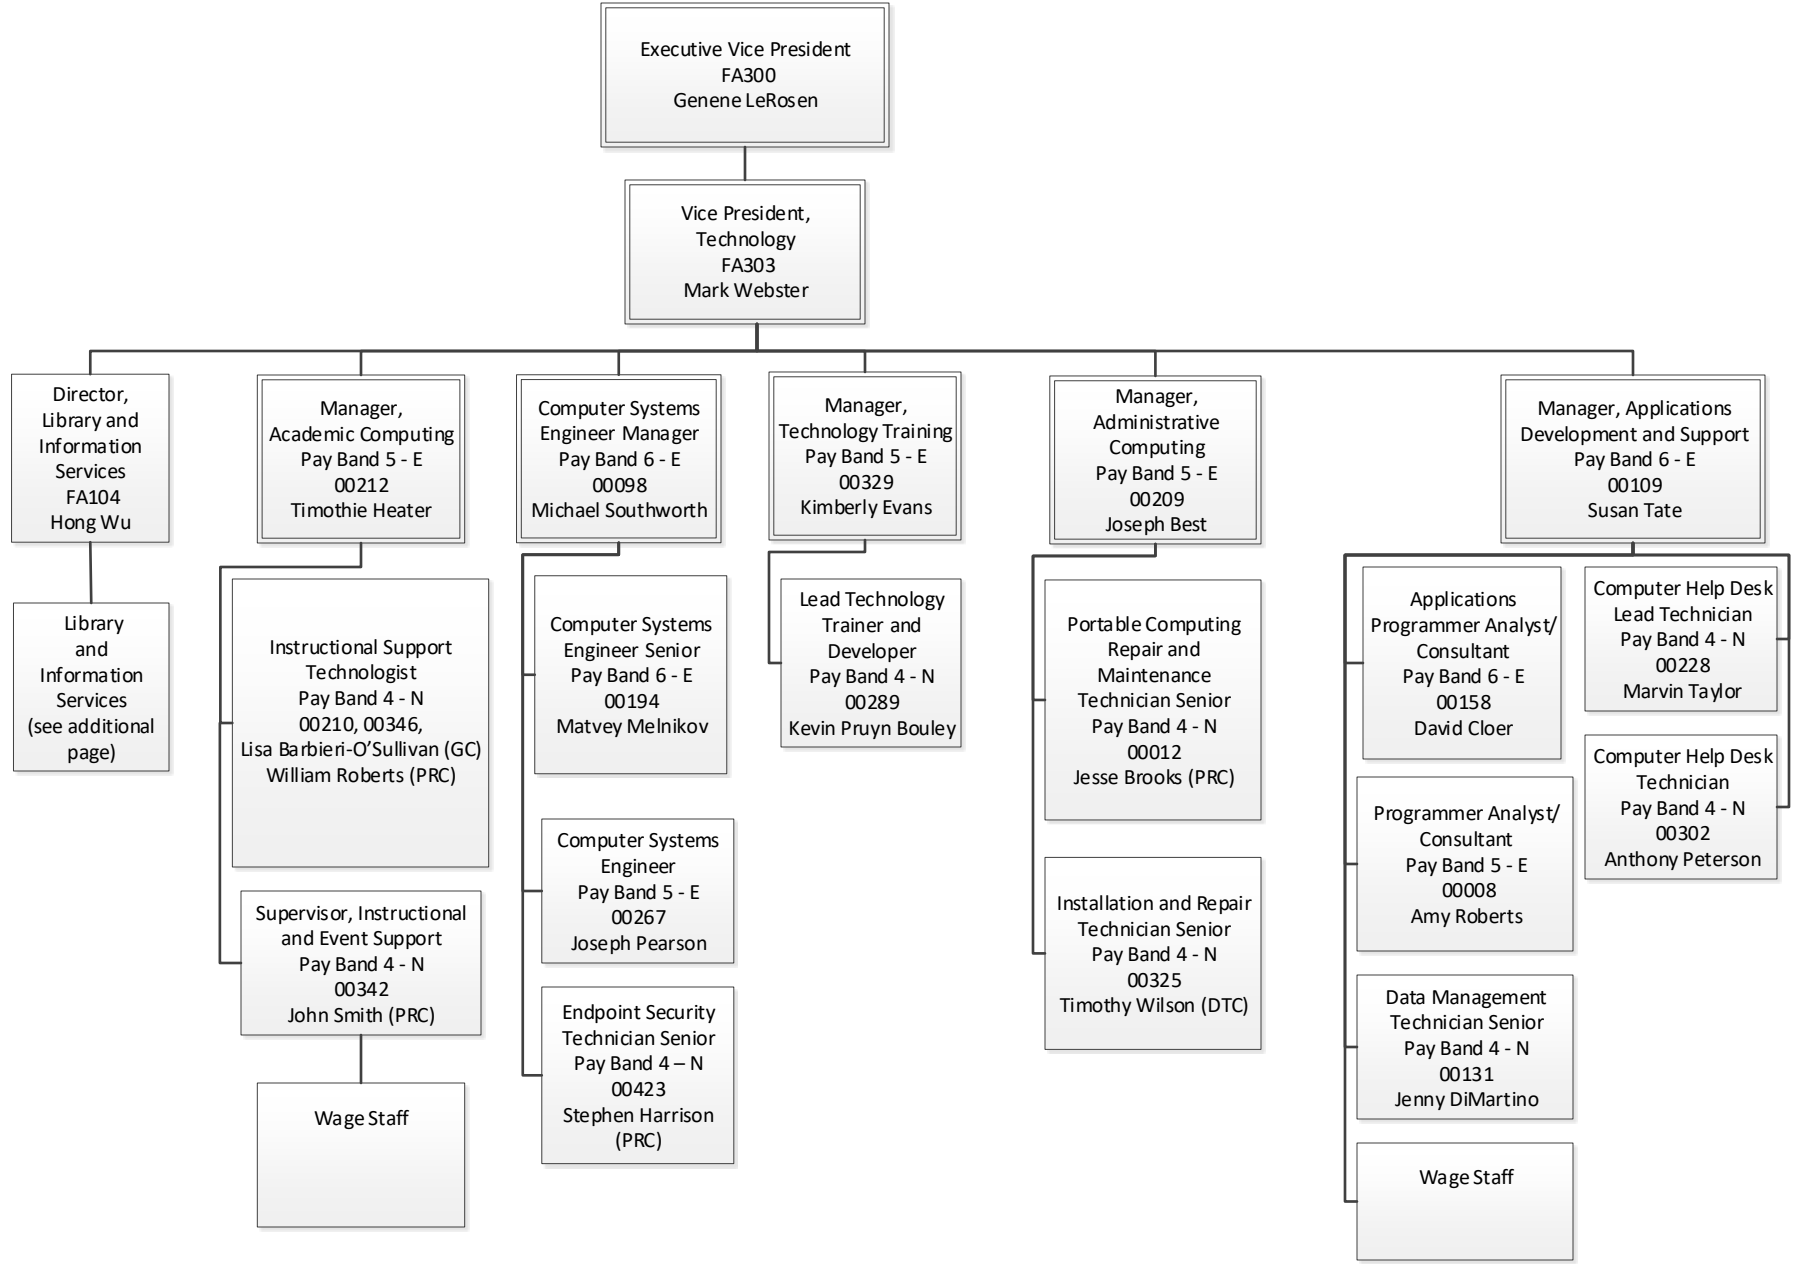 Executive Vice President
FA300
Genene LeRosen
Vice President,
Technology
FA303
Mark Webster
Director,
Library and
Information
Services
FA104
Hong Wu
Library
and
Information
Services
(see additional
page)
Manager,
Academic Computing
Pay Band 5 - E
00212
Timothie Heater
Instructional Support
Technologist
Pay Band 4 - N
00210, 00346,
Lisa Barbieri-O’Sullivan (GC)
William Roberts (PRC)
Supervisor, Instructional
and Event Support
Pay Band 4 - N
00342
John Smith (PRC)
Wage Staff
Computer Systems
Engineer Manager
Pay Band 6 - E
00098
Michael Southworth
Computer Systems
Engineer Senior
Pay Band 6 - E
00194
Matvey Melnikov
Computer Systems
Engineer
Pay Band 5 - E
00267
Joseph Pearson
Endpoint Security
Technician Senior
Pay Band 4 – N
00423
Stephen Harrison
(PRC)
Manager,
Technology Training
Pay Band 5 - E
00329
Kimberly Evans
Lead Technology
Trainer and
Developer
Pay Band 4 - N
00289
Kevin Pruyn Bouley
Manager,
Administrative
Computing
Pay Band 5 - E
00209
Joseph Best
Portable Computing
Repair and
Maintenance
Technician Senior
Pay Band 4 - N
00012
Jesse Brooks (PRC)
Installation and Repair
Technician Senior
Pay Band 4 - N
00325
Timothy Wilson (DTC)
Manager, Applications
Development and Support
Pay Band 6 - E
00109
Susan Tate
Applications
Programmer Analyst/
Consultant
Pay Band 6 - E
00158
David Cloer
Programmer Analyst/
Consultant
Pay Band 5 - E
00008
Amy Roberts
Data Management
Technician Senior
Pay Band 4 - N
00131
Jenny DiMartino
Wage Staff
Computer Help Desk
Lead Technician
Pay Band 4 - N
00228
Marvin Taylor
Computer Help Desk
Technician
Pay Band 4 - N
00302
Anthony Peterson